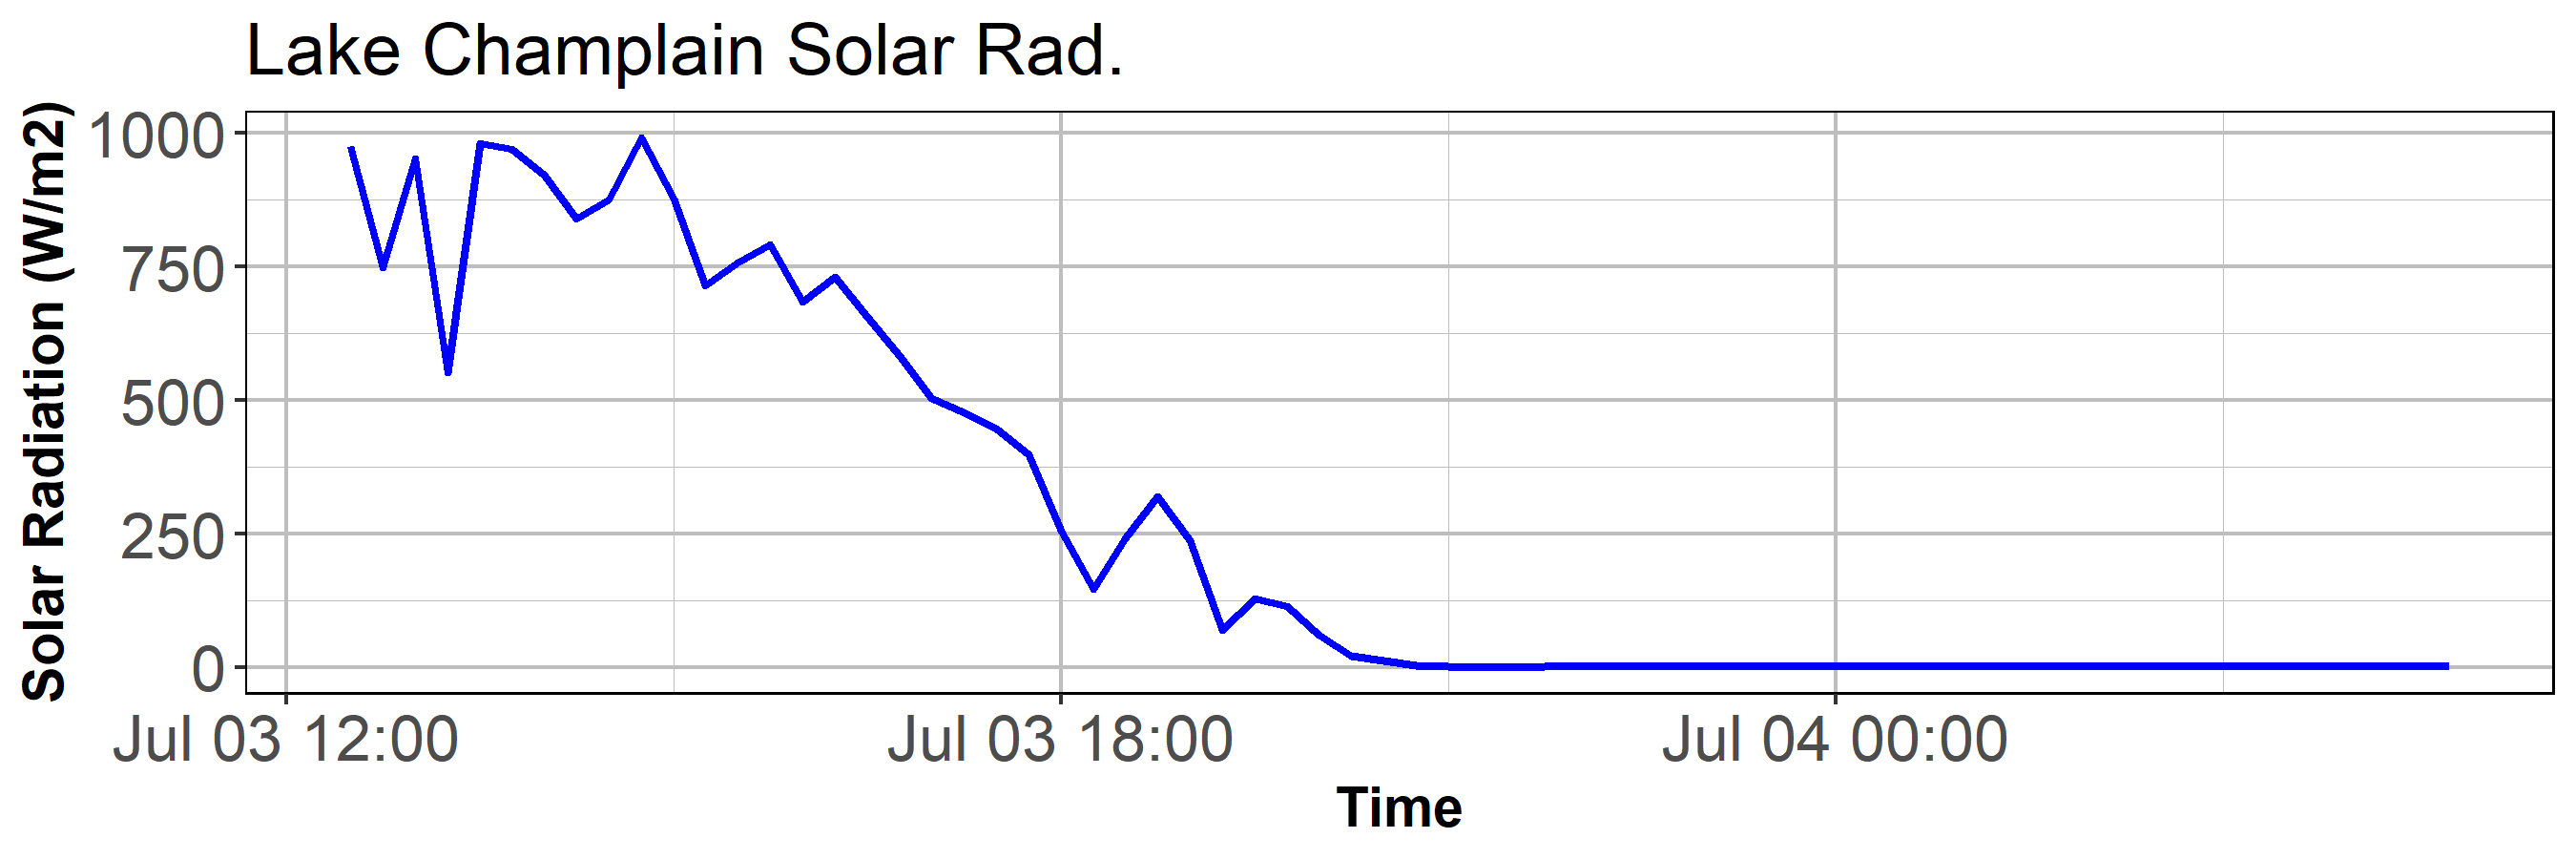 Lake Champlain Solar Rad.
Solar Radiation (W/m2)
1000
750
500
250
0
Jul 03 12:00
Jul 03 18:00
Jul 04 00:00
Time